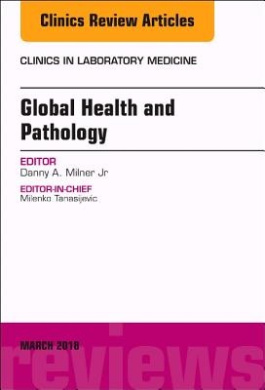 Clinics Review Articles
CLINICS IN LABORATORY MEDICINE
Global Health and
Pathology
EDITOR
Danny A. Milner Jr
EDITOR-IN-CHIEF
Milenko Tanasijevic
MARCH 2018
reviews